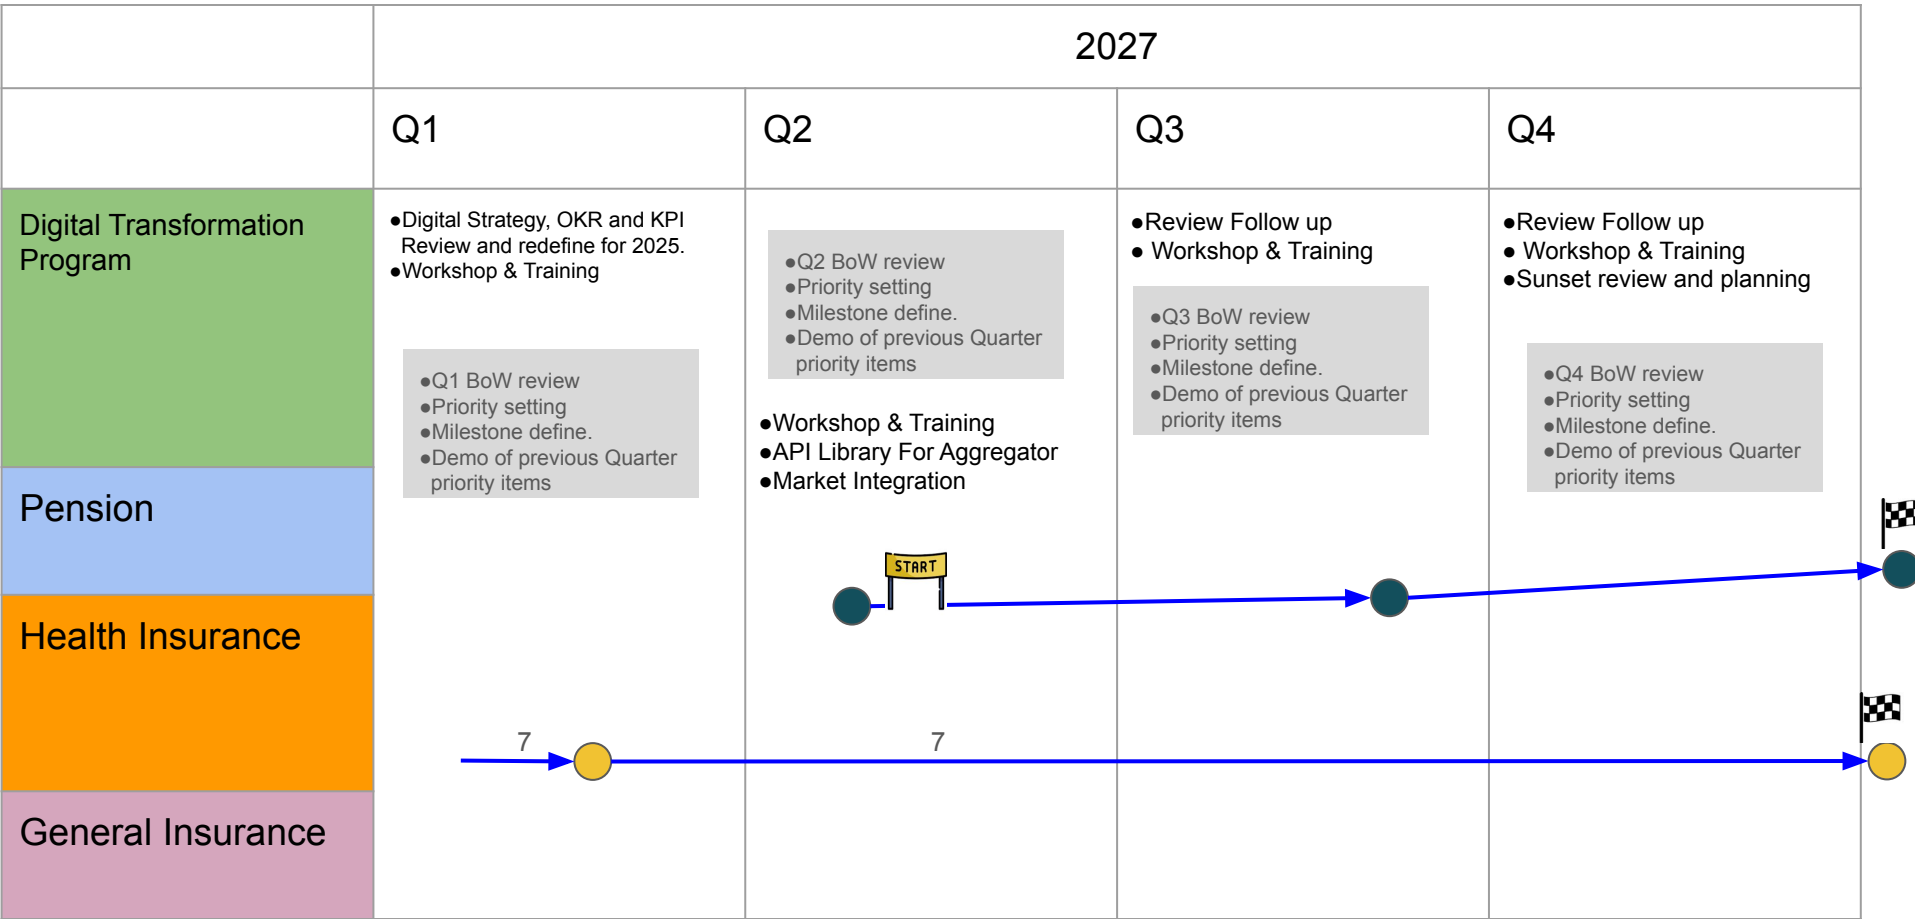 2027
Q1
Q2
Q3
Q4
Digital Transformation
Program
●Digital Strategy, OKR and KPI
Review and redefine for 2025.
●Workshop & Training
●Q1 BoW review
●Priority setting
●Milestone define.
●Demo of previous Quarter
priority items
●Q2 BoW review
●Priority setting
●Milestone define.
●Demo of previous Quarter
priority items
●Workshop & Training
●API Library For Aggregator
●Market Integration
●Review Follow up
● Workshop & Training
●Q3 BoW review
●Priority setting
●Milestone define.
●Demo of previous Quarter
priority items
●Review Follow up
● Workshop & Training
●Sunset review and planning
●Q4 BoW review
●Priority setting
●Milestone define.
●Demo of previous Quarter
priority items
Pension
START
Health Insurance
7
7
General Insurance